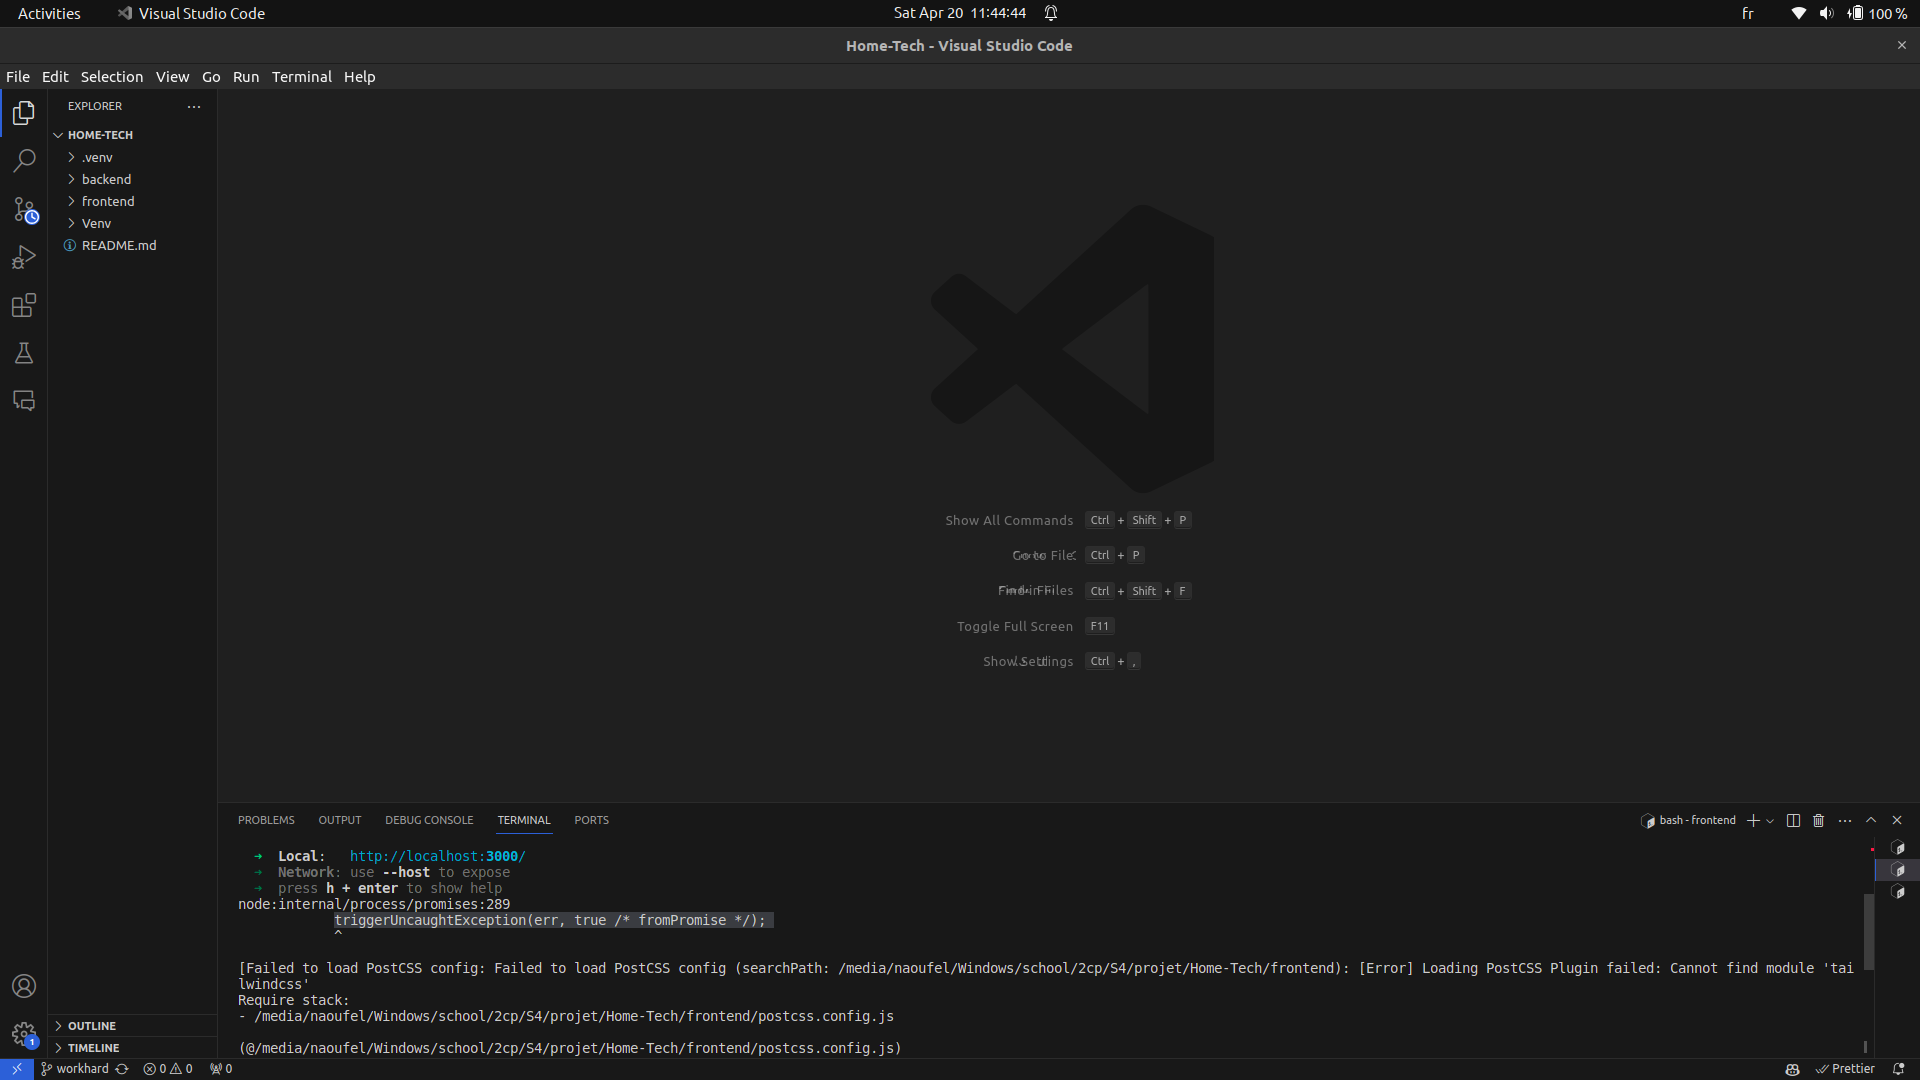 Activities
Visual Studio Code
Sat Apr 20 11:44:44
fr
100 %
Home-Tech - Visual Studio Code
File Edit Selection View Go Run Terminal Help
EXPLORER
HOME-TECH
.venv
backend
frontend
Venv
README.md
OUTLINE
TIMELINE
Show All Commands Ctrl + Shift + P
Go to File Ctrl + P
Find in Files Ctrl + Shift + F
Toggle Full Screen F11
Show Settings Ctrl + ,
PROBLEMS OUTPUT DEBUG CONSOLE TERMINAL PORTS
bash - frontend
➜ Local: http://localhost:3000/
➜ Network: use --host to expose
➜ press h + enter to show help
node:internal/process/promises:289
triggerUncaughtException(err, true /* fromPromise */);
^
[Failed to load PostCSS config: Failed to load PostCSS config (searchPath: /media/naoufel/Windows/school/2cp/S4/projet/Home-Tech/frontend): [Error] Loading PostCSS Plugin failed: Cannot find module 'tai
lwindcss'
Require stack:
- /media/naoufel/Windows/school/2cp/S4/projet/Home-Tech/frontend/postcss.config.js
(@/media/naoufel/Windows/school/2cp/S4/projet/Home-Tech/frontend/postcss.config.js)
1
workhard 0 0 0
Prettier